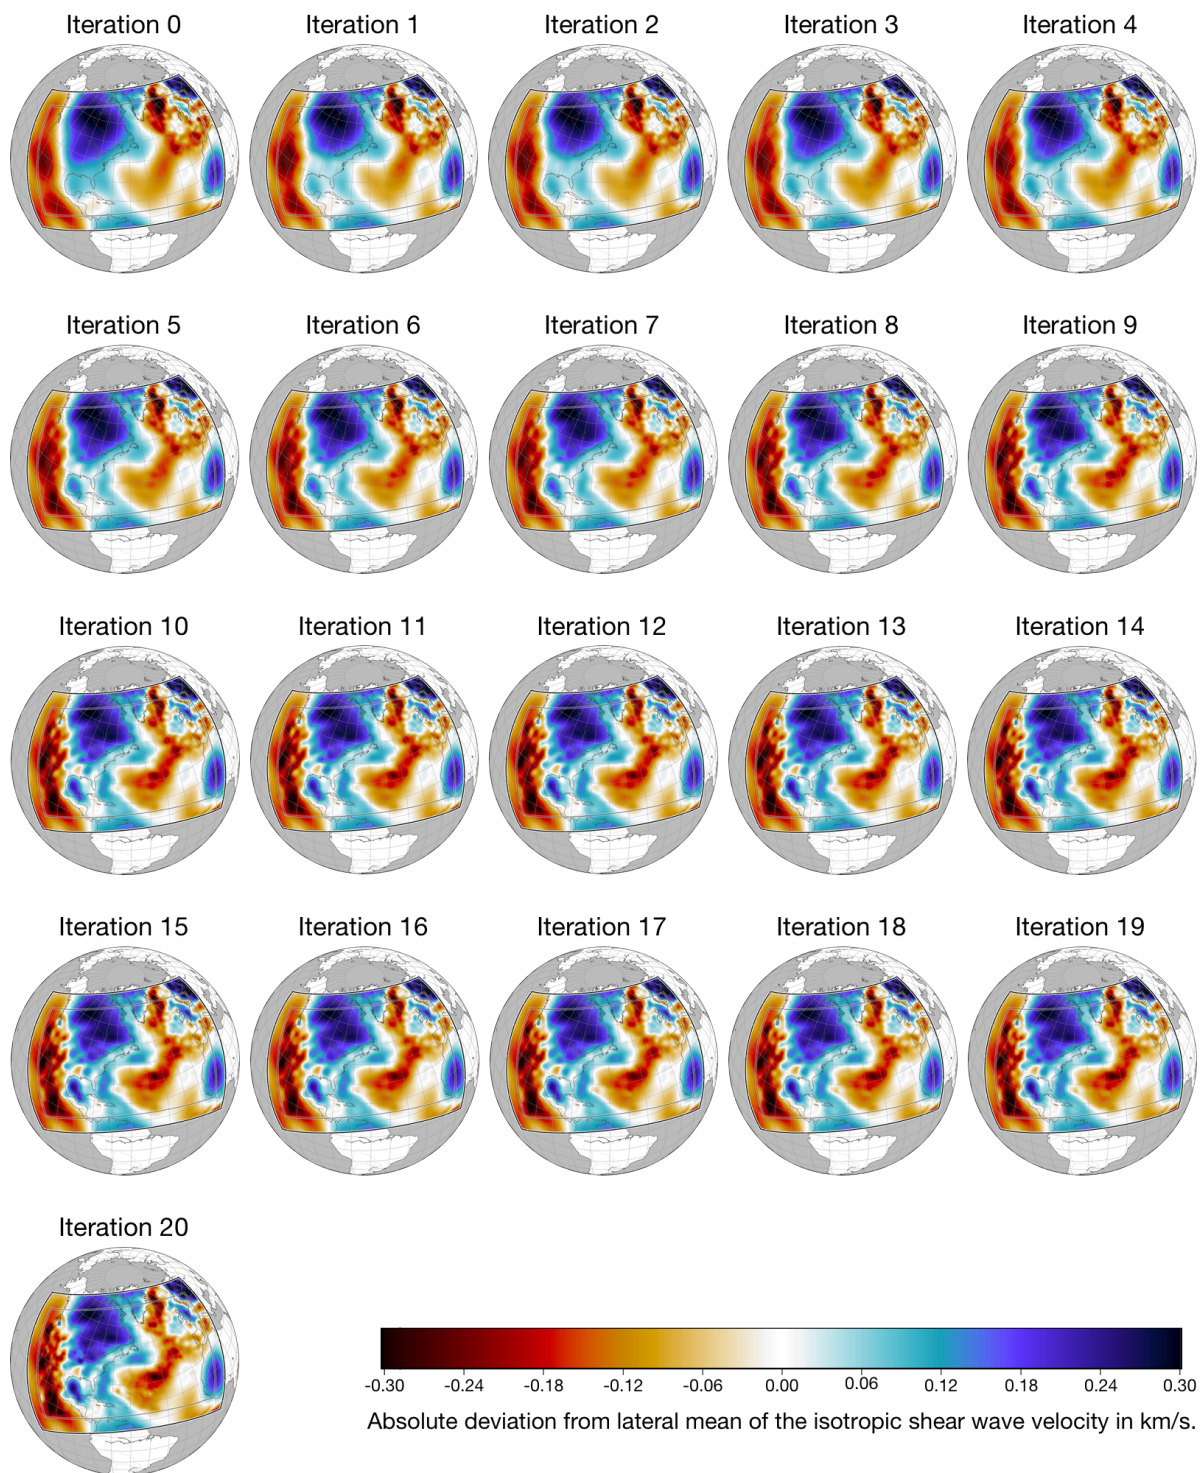 Iteration 0 Iteration 1 Iteration 2 Iteration 3 Iteration 4
Iteration 5 Iteration 6 Iteration 7 Iteration 8 Iteration 9
Iteration 10 Iteration 11 Iteration 12 Iteration 13 Iteration 14
Iteration 15 Iteration 16 Iteration 17 Iteration 18 Iteration 19
Iteration 20
-0.30 -0.24 -0.18 -0.12 -0.06 0.00 0.06 0.12 0.18 0.24 0.30
Absolute deviation from lateral mean of the isotropic shear wave velocity in km/s.